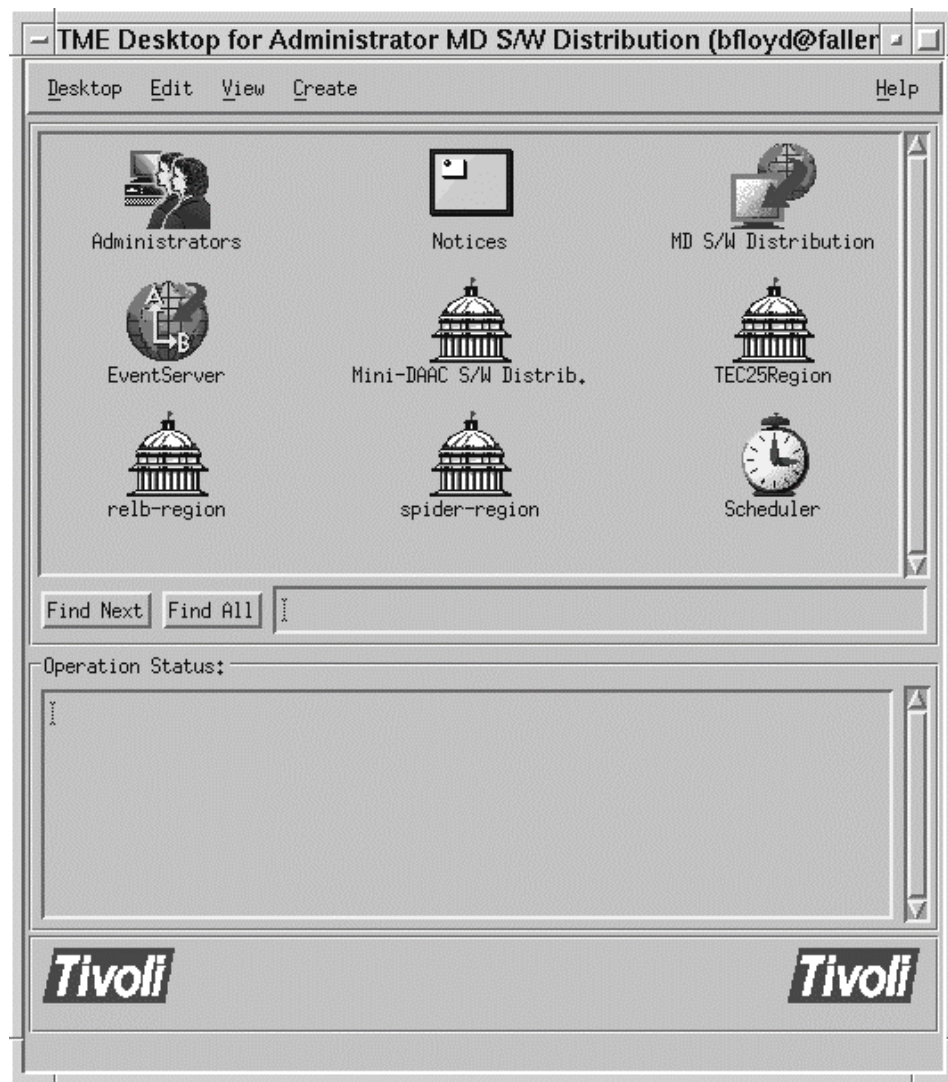 TME Desktop for Administrator MD S/W Distribution (bfloyd@faller
Desktop Edit View Create Help
Administrators Notices MD S/W Distribution
A
B
EventServer Mini-DAAC S/W Distrib. TEC25Region
relb-region spider-region Scheduler
Find Next Find All
Operation Status:
Tivoli Tivoli